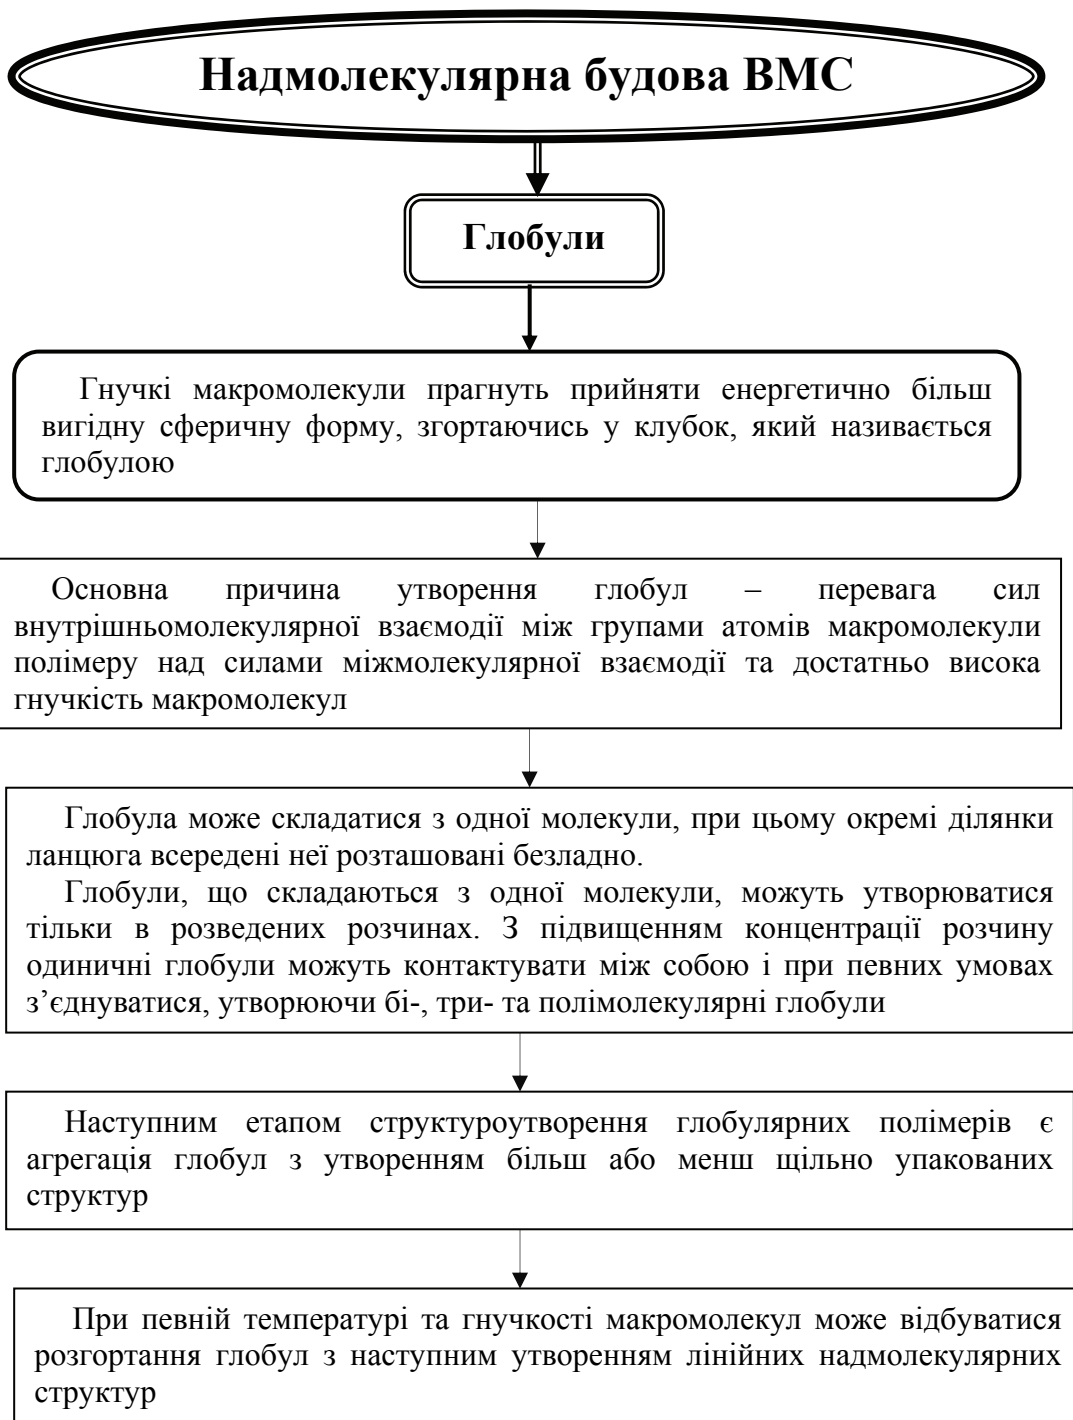 Надмолекулярна будова ВМС
Глобули
Гнучкі макромолекули прагнуть прийняти енергетично більш
вигідну сферичну форму, згортаючись у клубок, який називається
глобулою
Основна причина утворення глобул – перевага сил
внутрішньомолекулярної взаємодії між групами атомів макромолекули
полімеру над силами міжмолекулярної взаємодії та достатньо висока
гнучкість макромолекул
Глобула може складатися з одної молекули, при цьому окремі ділянки
ланцюга всередені неї розташовані безладно.
Глобули, що складаються з одної молекули, можуть утворюватися
тільки в розведених розчинах. З підвищенням концентрації розчину
одиничні глобули можуть контактувати між собою і при певних умовах
з’єднуватися, утворюючи бі-, три- та полімолекулярні глобули
Наступним етапом структуроутворення глобулярних полімерів є
агрегація глобул з утворенням більш або менш щільно упакованих
структур
При певній температурі та гнучкості макромолекул може відбуватися
розгортання глобул з наступним утворенням лінійних надмолекулярних
структур